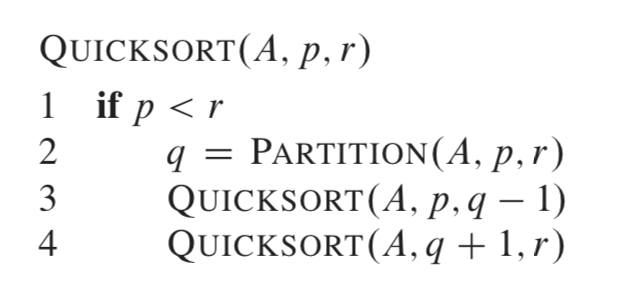 QUICKSORT(A, p, r)
1 if p < r
2 q = PARTITION(A, p, r)
3 QUICKSORT(A, p, q − 1)
4 QUICKSORT(A, q + 1, r)